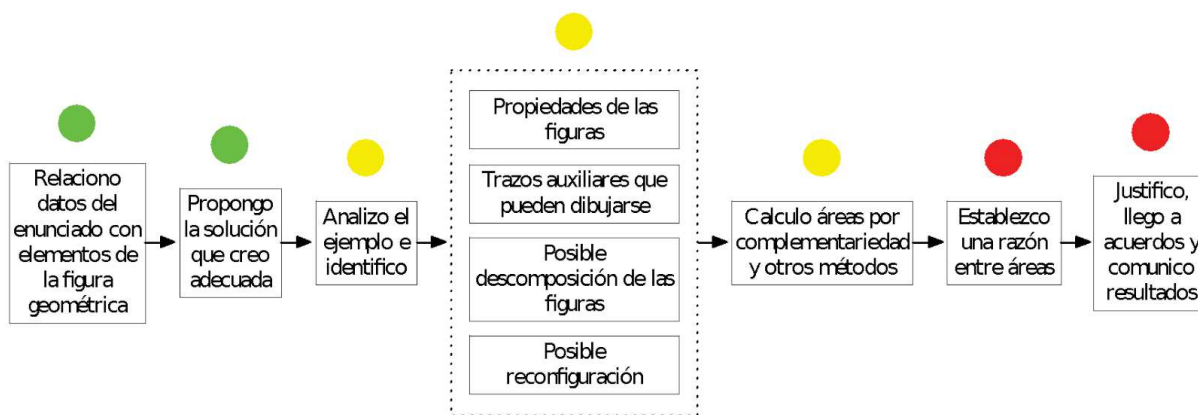 Relaciono
datos del
enunciado con
elementos de
la figura
geométrica
Propongo
la solución
que creo
adecuada
Analizo el
ejemplo e
identifico
Propiedades de las
figuras
Trazos auxiliares que
pueden dibujarse
Posible
descomposición de las
figuras
Posible
reconfiguración
Calculo áreas por
complementariedad
y otros métodos
Establezco
una razón
entre áreas
Justifico,
llego a
acuerdos y
comunico
resultados